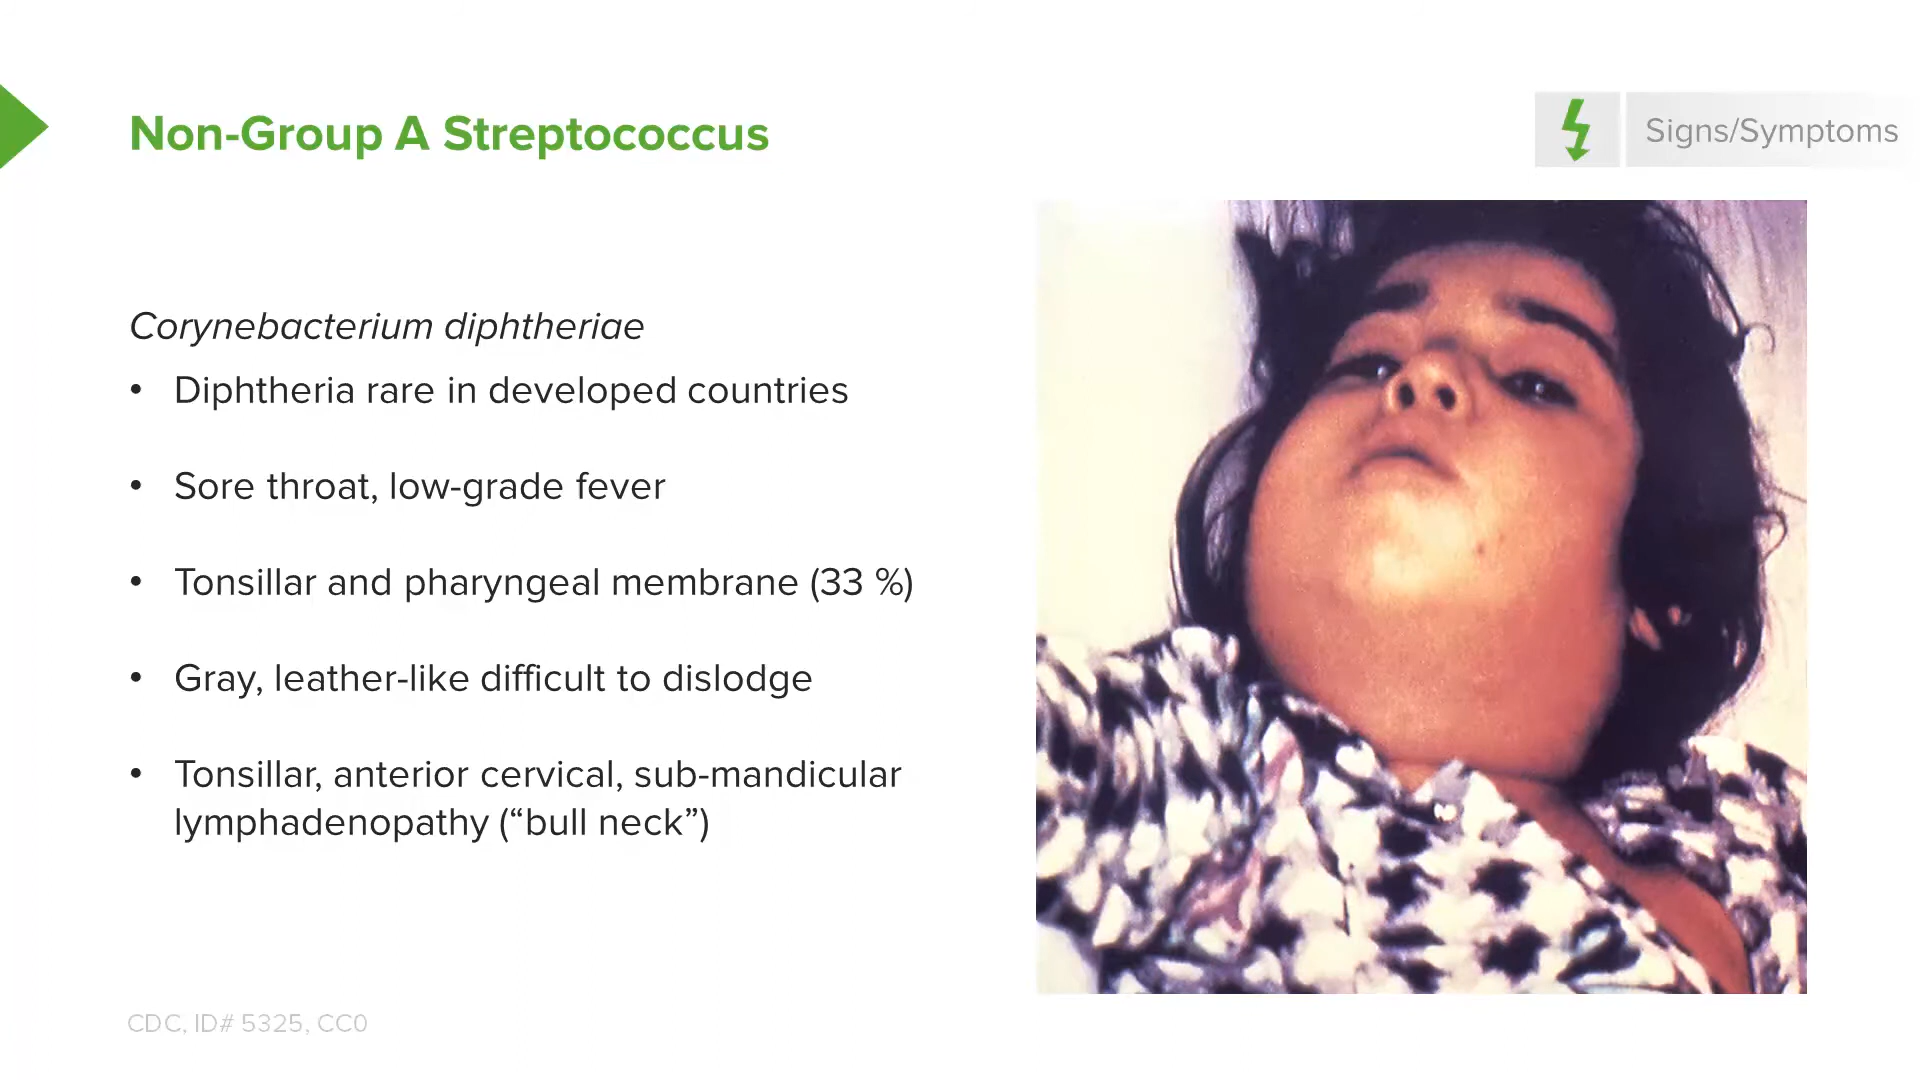 Non-Group A Streptococcus
Signs/Symptoms
Corynebacterium diphtheriae
• Diphtheria rare in developed countries
• Sore throat, low-grade fever
• Tonsillar and pharyngeal membrane (33 %)
• Gray, leather-like difficult to dislodge
• Tonsillar, anterior cervical, sub-mandicular
lymphadenopathy (“bull neck”)
CDC, ID# 5325, CC0